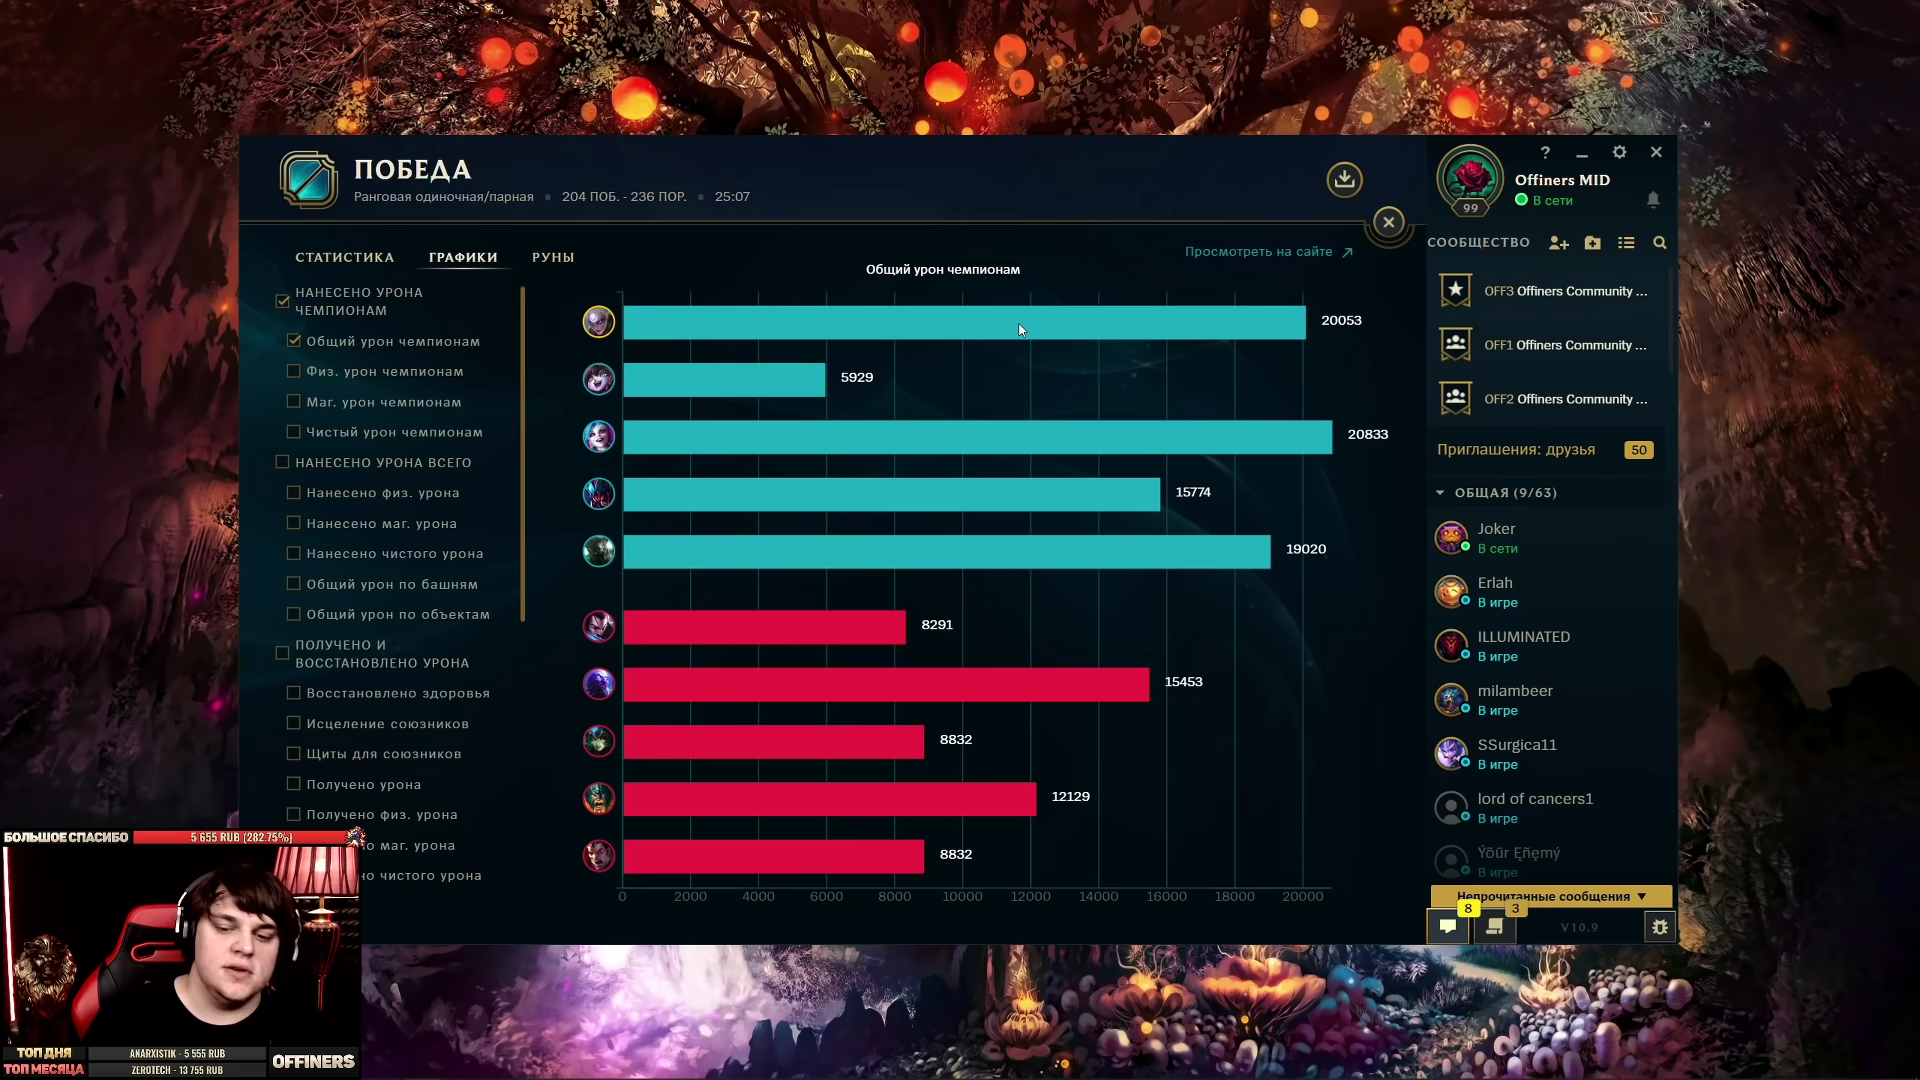 ПОБЕДА
Ранговая одиночная/парная • 204 ПОБ. - 236 ПОР. • 25:07
СТАТИСТИКА ГРАФИКИ РУНЫ
Просмотреть на сайте
Общий урон чемпионам
НАНЕСЕНО УРОНА
ЧЕМПИОНАМ
Общий урон чемпионам
Физ. урон чемпионам
Маг. урон чемпионам
Чистый урон чемпионам
НАНЕСЕНО УРОНА ВСЕГО
Нанесено физ. урона
Нанесено маг. урона
Нанесено чистого урона
Общий урон по башням
Общий урон по объектам
ПОЛУЧЕНО И
ВОССТАНОВЛЕНО УРОНА
Восстановлено здоровья
Исцеление союзников
Щиты для союзников
Получено урона
Получено физ. урона
о маг. урона
но чистого урона
20053
5929
20833
15774
19020
8291
15453
8832
12129
8832
0 2000 4000 6000 8000 10000 12000 14000 16000 18000 20000
?
99
Offiners MID
В сети
СООБЩЕСТВО
OFF3 Offiners Community ...
OFF1 Offiners Community ...
OFF2 Offiners Community ...
Приглашения: друзья 50
ОБЩАЯ (9/63)
Joker
В сети
Erlah
В игре
ILLUMINATED
В игре
milambeer
В игре
SSurgica11
В игре
lord of cancers1
В игре
Ýõûr Ęñęmý
В игре
Непрочитанные сообщения
8 3
V10.9
БОЛЬШОЕ СПАСИБО 5 655 RUB (282.75%)
ТОП ДНЯ ANARXISTIK - 5 555 RUB
ТОП МЕСЯЦА ZEROTECH - 13 755 RUB
OFFINERS